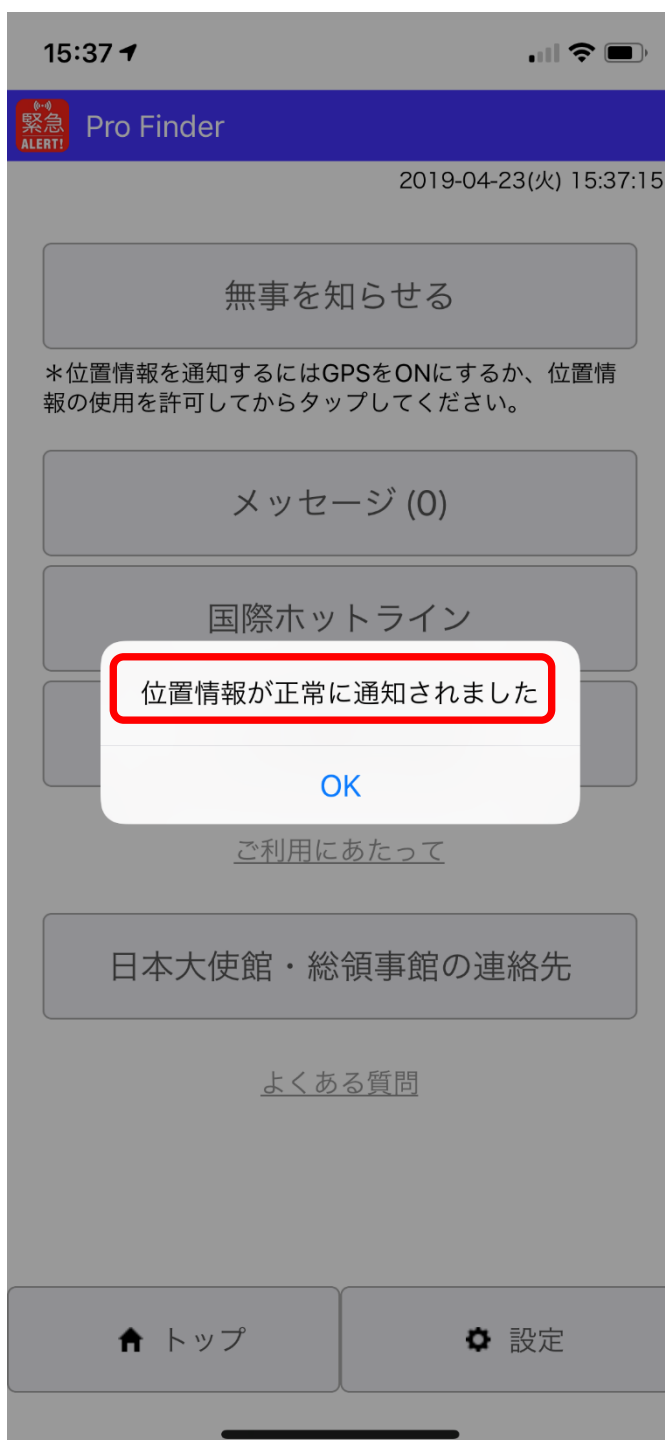 15:37
緊急
ALERT!
Pro Finder
2019-04-23(火) 15:37:15
無事を知らせる
＊位置情報を通知するにはGPSをONにするか、位置情
報の使用を許可してからタップしてください。
メッセージ (0)
国際ホットライン
位置情報が正常に通知されました
OK
ご利用にあたって
日本大使館・総領事館の連絡先
よくある質問
トップ
設定